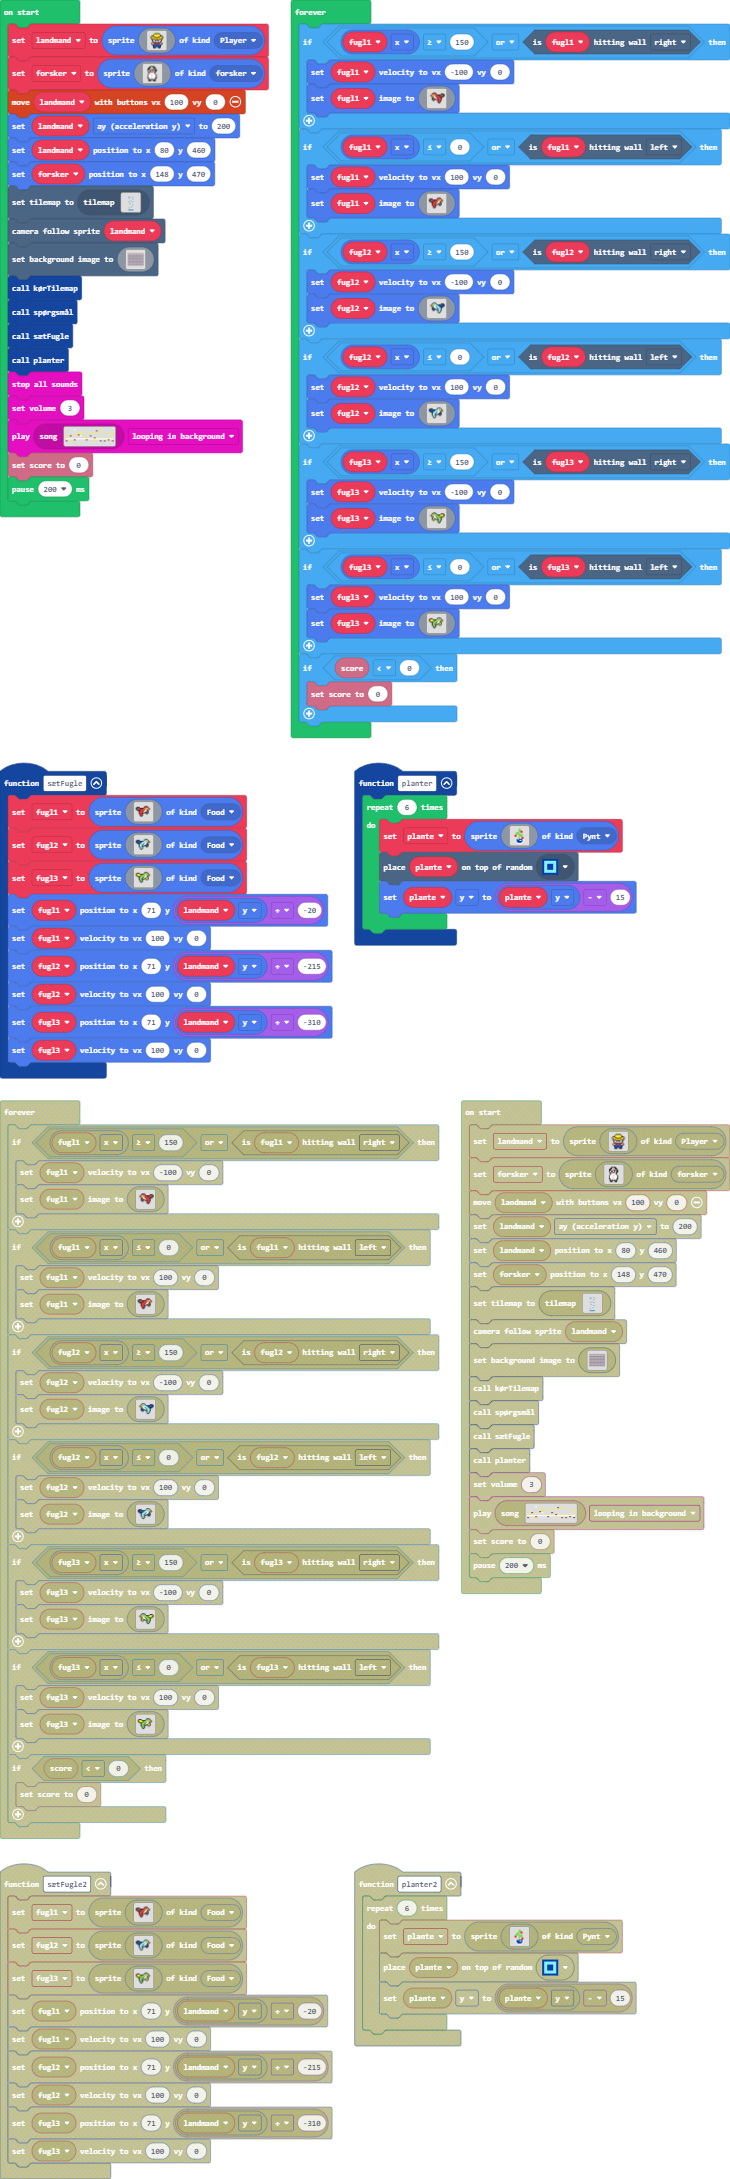 on start
set landmand to sprite of kind Player
set forsker to sprite of kind forsker
move landmand with buttons vx 100 vy 0
set landmand ay (acceleration y) to 200
set landmand position to x 80 y 460
set forsker position to x 148 y 470
set tilemap to tilemap
camera follow sprite landmand
set background image to
call kørTilemap
call spørgsmål
call sætFugle
call planter
stop all sounds
set volume 3
play song looping in background
set score to 0
pause 200 ms
forever
if fugl1 x ≥ 150 or is fugl1 hitting wall right then
set fugl1 velocity to vx -100 vy 0
set fugl1 image to
if fugl1 x ≤ 0 or is fugl1 hitting wall left then
set fugl1 velocity to vx 100 vy 0
set fugl1 image to
if fugl2 x ≥ 150 or is fugl2 hitting wall right then
set fugl2 velocity to vx -100 vy 0
set fugl2 image to
if fugl2 x ≤ 0 or is fugl2 hitting wall left then
set fugl2 velocity to vx 100 vy 0
set fugl2 image to
if fugl3 x ≥ 150 or is fugl3 hitting wall right then
set fugl3 velocity to vx -100 vy 0
set fugl3 image to
if fugl3 x ≤ 0 or is fugl3 hitting wall left then
set fugl3 velocity to vx 100 vy 0
set fugl3 image to
if score < 0 then
set score to 0
function sætFugle
set fugl1 to sprite of kind Food
set fugl2 to sprite of kind Food
set fugl3 to sprite of kind Food
set fugl1 position to x 71 y landmand y + -20
set fugl1 velocity to vx 100 vy 0
set fugl2 position to x 71 y landmand y + -215
set fugl2 velocity to vx 100 vy 0
set fugl3 position to x 71 y landmand y + -310
set fugl3 velocity to vx 100 vy 0
function planter
repeat 6 times
do
set plante to sprite of kind Pynt
place plante on top of random
set plante y to plante y - 15
forever
if fugl1 x ≥ 150 or is fugl1 hitting wall right then
set fugl1 velocity to vx -100 vy 0
set fugl1 image to
if fugl1 x ≤ 0 or is fugl1 hitting wall left then
set fugl1 velocity to vx 100 vy 0
set fugl1 image to
if fugl2 x ≥ 150 or is fugl2 hitting wall right then
set fugl2 velocity to vx -100 vy 0
set fugl2 image to
if fugl2 x ≤ 0 or is fugl2 hitting wall left then
set fugl2 velocity to vx 100 vy 0
set fugl2 image to
if fugl3 x ≥ 150 or is fugl3 hitting wall right then
set fugl3 velocity to vx -100 vy 0
set fugl3 image to
if fugl3 x ≤ 0 or is fugl3 hitting wall left then
set fugl3 velocity to vx 100 vy 0
set fugl3 image to
if score < 0 then
set score to 0
on start
set landmand to sprite of kind Player
set forsker to sprite of kind forsker
move landmand with buttons vx 100 vy 0
set landmand ay (acceleration y) to 200
set landmand position to x 80 y 460
set forsker position to x 148 y 470
set tilemap to tilemap
camera follow sprite landmand
set background image to
call kørTilemap
call spørgsmål
call sætFugle
call planter
set volume 3
play song looping in background
set score to 0
pause 200 ms
function sætFugle2
set fugl1 to sprite of kind Food
set fugl2 to sprite of kind Food
set fugl3 to sprite of kind Food
set fugl1 position to x 71 y landmand y + -20
set fugl1 velocity to vx 100 vy 0
set fugl2 position to x 71 y landmand y + -215
set fugl2 velocity to vx 100 vy 0
set fugl3 position to x 71 y landmand y + -310
set fugl3 velocity to vx 100 vy 0
function planter2
repeat 6 times
do
set plante to sprite of kind Pynt
place plante on top of random
set plante y to plante y - 15